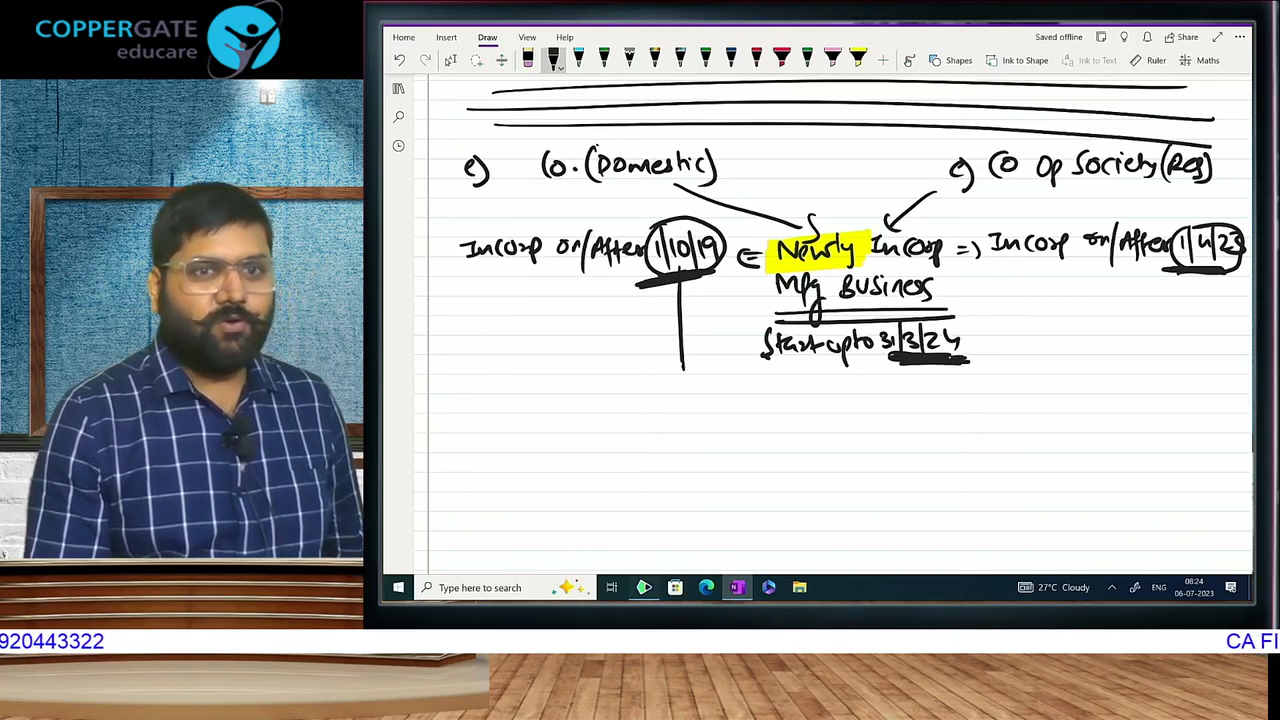 COPPERGATE
educare
Home Insert Draw View Help
Saved offline
Share
Shapes
Ink to Shape
Ink to Text
Ruler
Maths
e) Co. (Domestic)
e) Co Op Society (Reg)
Incorp on/After 1/10/19 <= Newly Incorp => Incorp on/After 1/4/23
Mfg Business
Start upto 31/3/24
Type here to search
27°C Cloudy
ENG
08:24
06-07-2023
920443322
CA FI